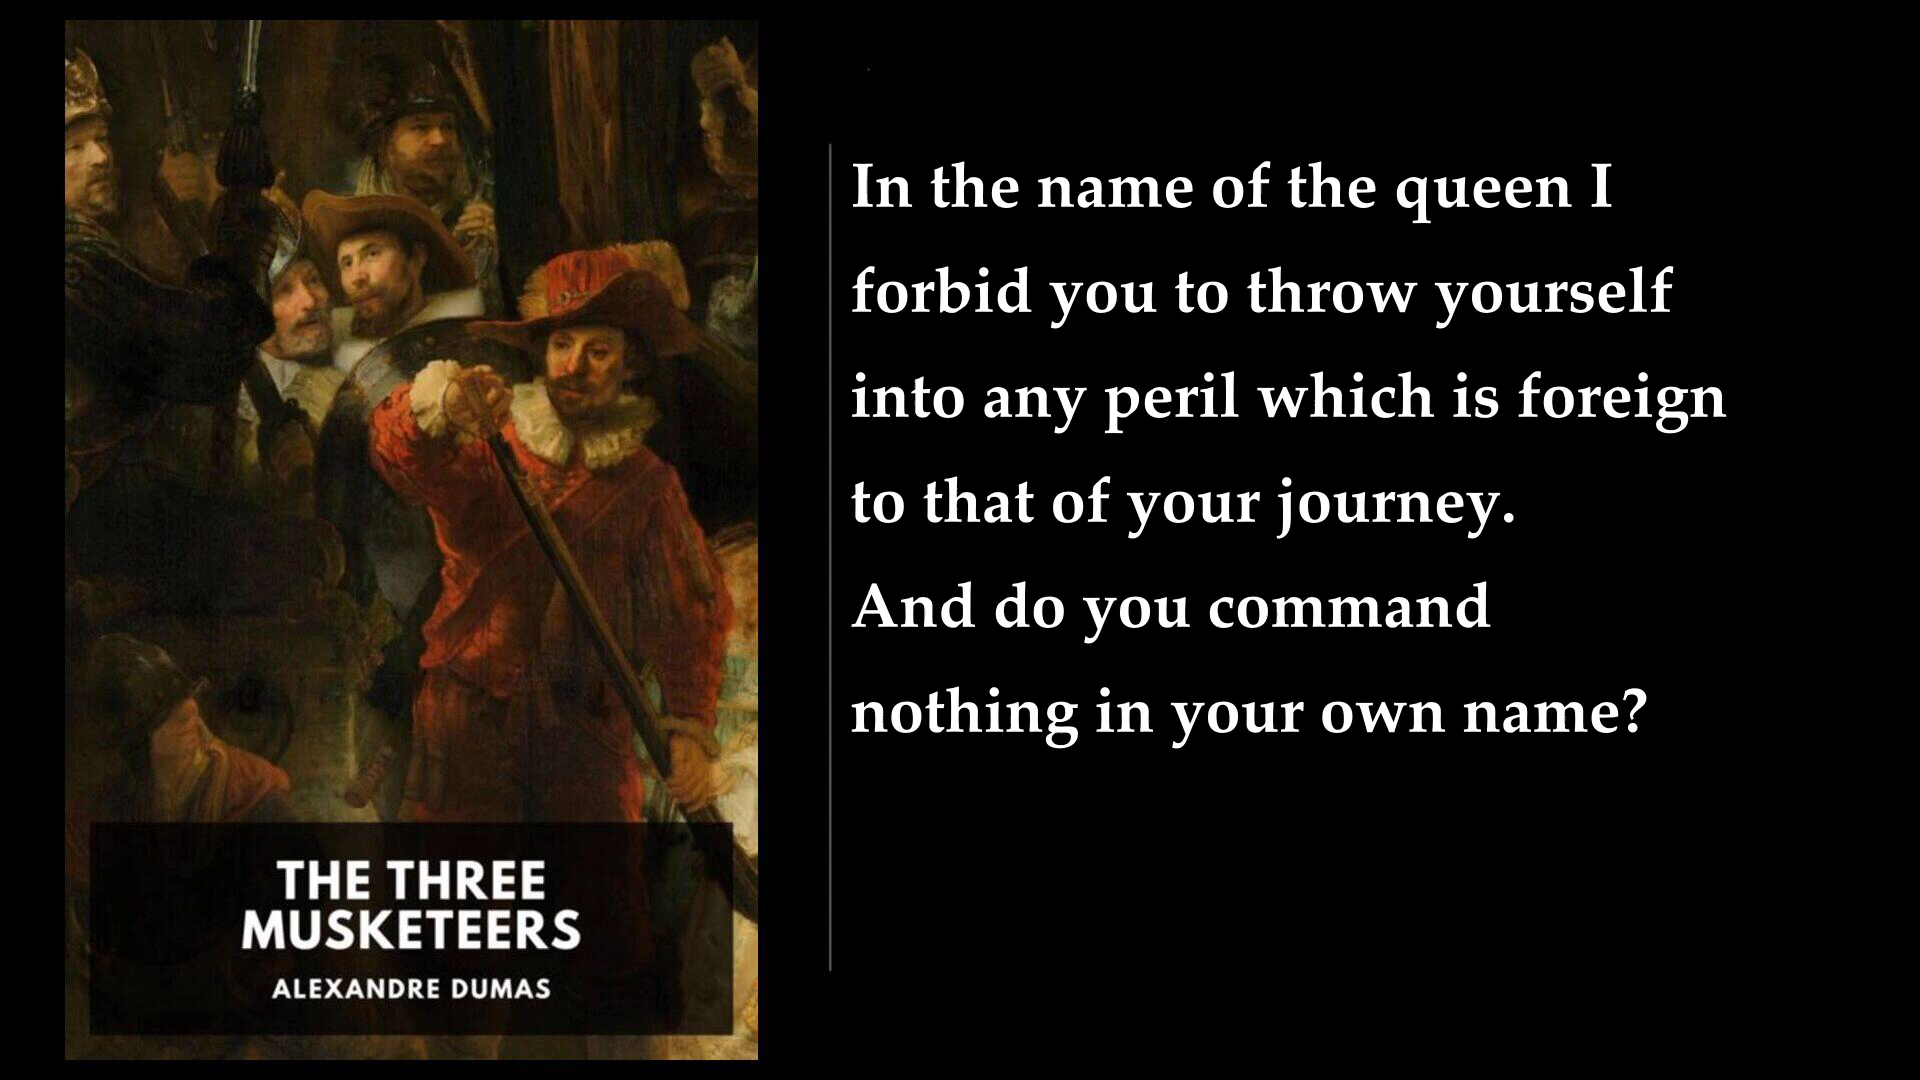 THE THREE
MUSKETEERS
ALEXANDRE DUMAS
In the name of the queen I
forbid you to throw yourself
into any peril which is foreign
to that of your journey.
And do you command
nothing in your own name?